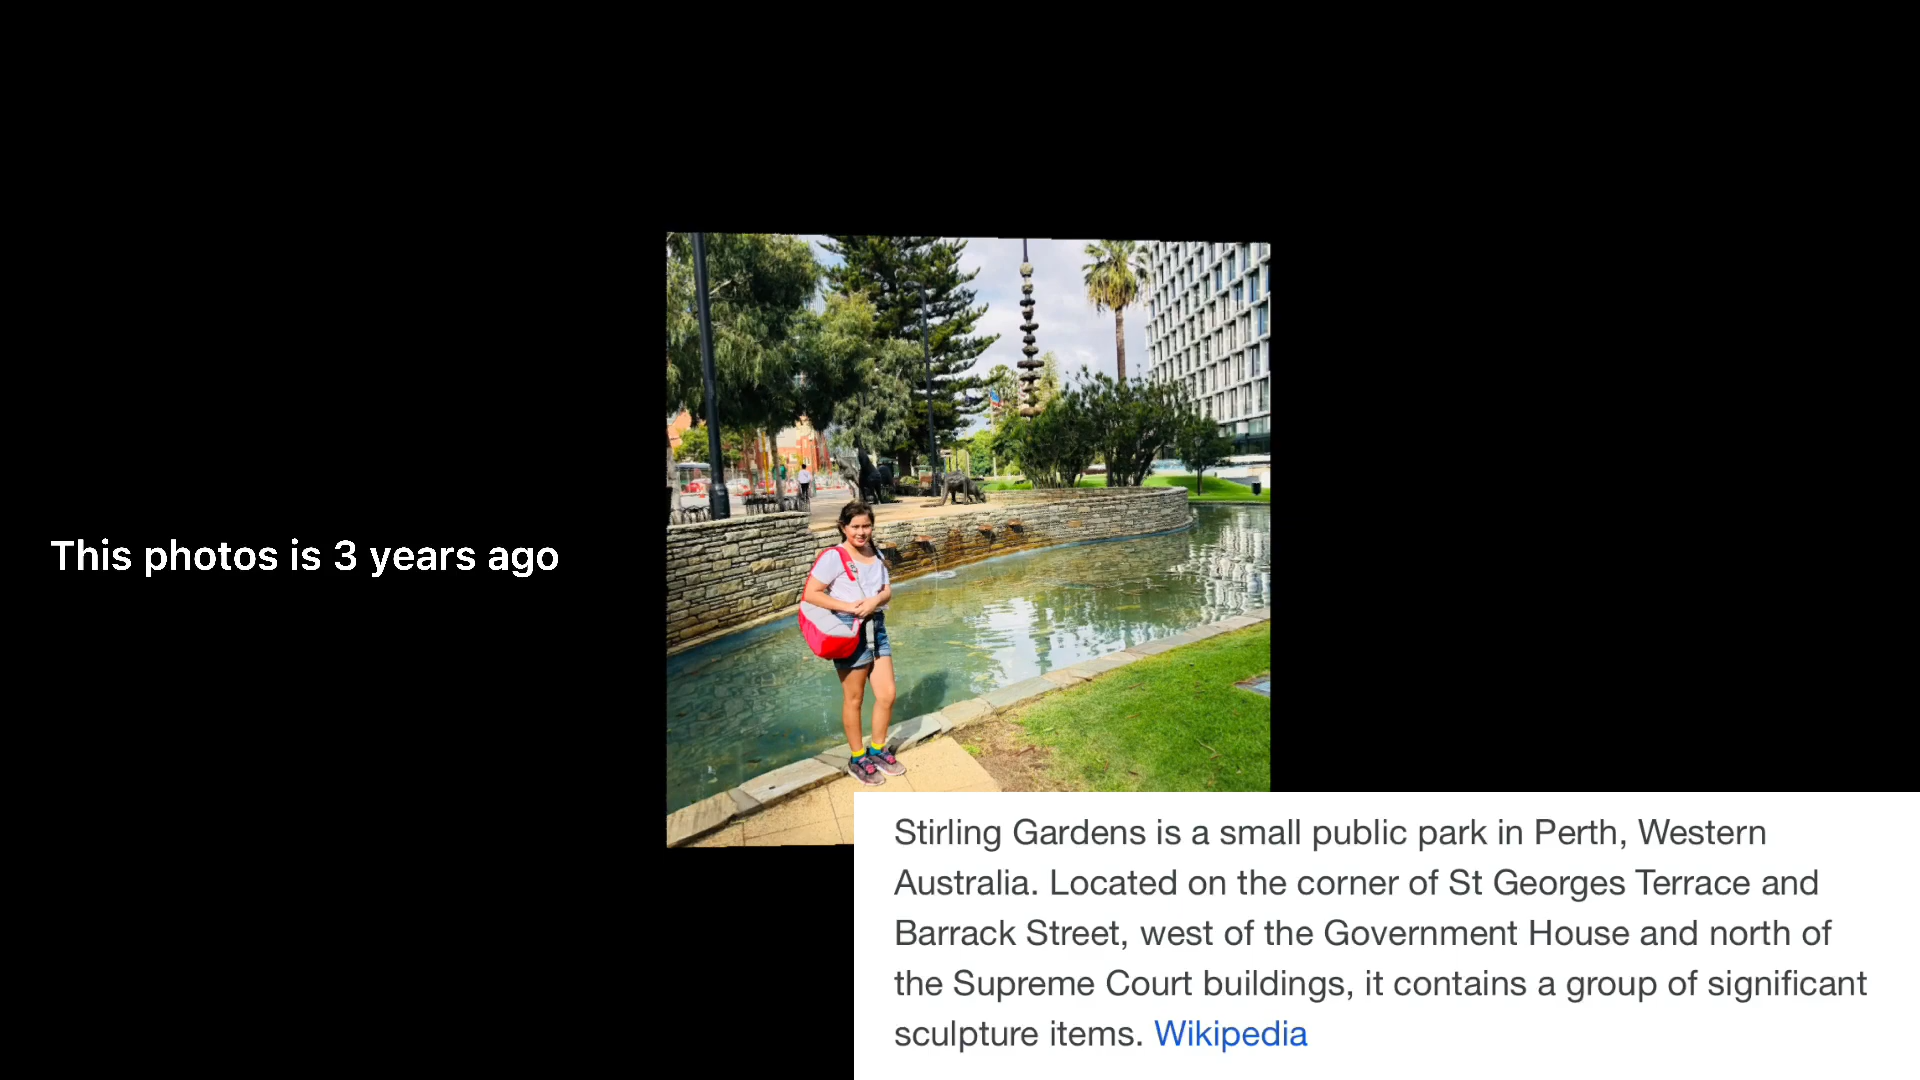 This photos is 3 years ago
Stirling Gardens is a small public park in Perth, Western
Australia. Located on the corner of St Georges Terrace and
Barrack Street, west of the Government House and north of
the Supreme Court buildings, it contains a group of significant
sculpture items. Wikipedia